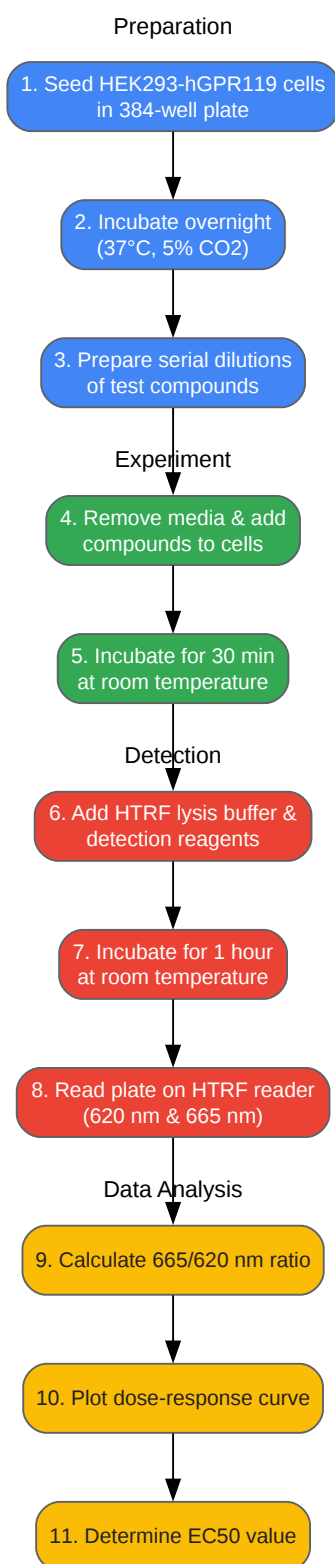 Preparation
1. Seed HEK293-hGPR119 cells
in 384-well plate
2. Incubate overnight
(37°C, 5% CO2)
3. Prepare serial dilutions
of test compounds
Experiment
4. Remove media & add
compounds to cells
5. Incubate for 30 min
at room temperature
Detection
6. Add HTRF lysis buffer &
detection reagents
7. Incubate for 1 hour
at room temperature
8. Read plate on HTRF reader
(620 nm & 665 nm)
Data Analysis
9. Calculate 665/620 nm ratio
10. Plot dose-response curve
11. Determine EC50 value